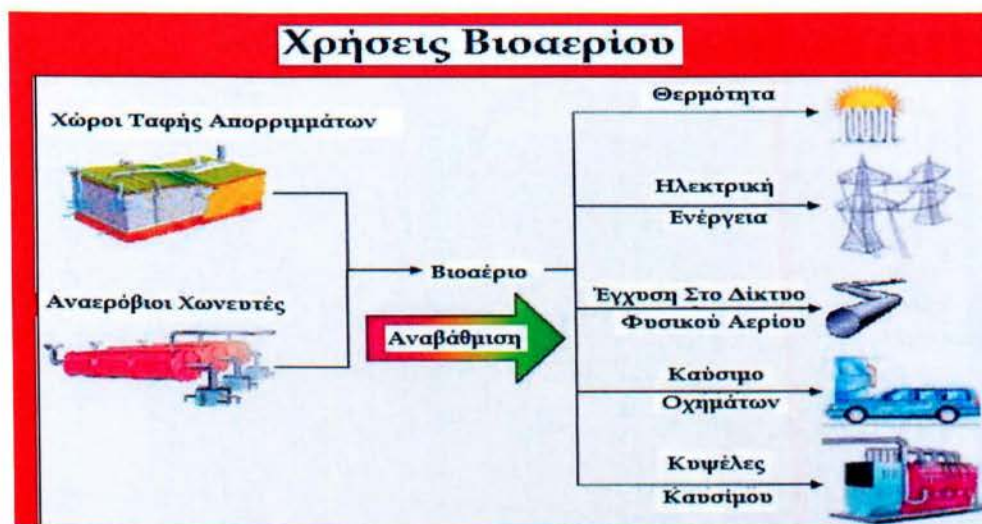 Χρήσεις Βιοαερίου
Χώροι Ταφής Απορριμμάτων
Αναερόβιοι Χωνευτές
Βιοαέριο
Αναβάθμιση
Θερμότητα
Ηλεκτρική
Ενέργεια
Έγχυση Στο Δίκτυο
Φυσικού Αερίου
Καύσιμο
Οχημάτων
Κυψέλες
Καυσίμου